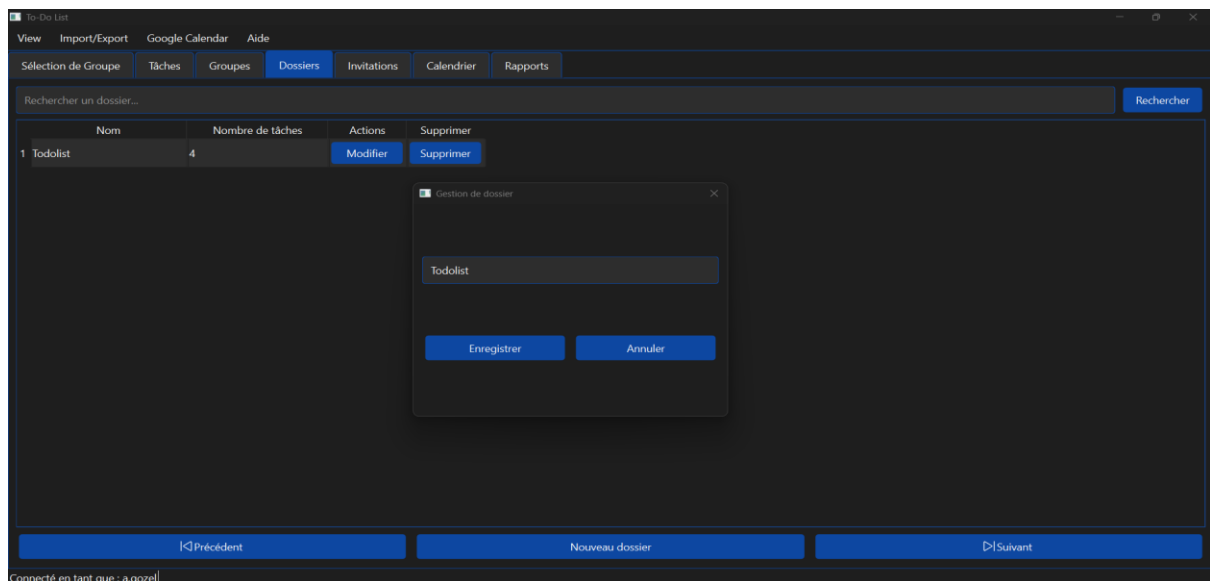 To-Do List
View Import/Export Google Calendar Aide
Sélection de Groupe Tâches Groupes Dossiers Invitations Calendrier Rapports
Rechercher un dossier... Rechercher
Nom Nombre de tâches Actions Supprimer
1 Todolist 4 Modifier Supprimer
Gestion de dossier
Todolist
Enregistrer Annuler
Précédent Nouveau dossier Suivant
Connecté en tant que : a.gozel